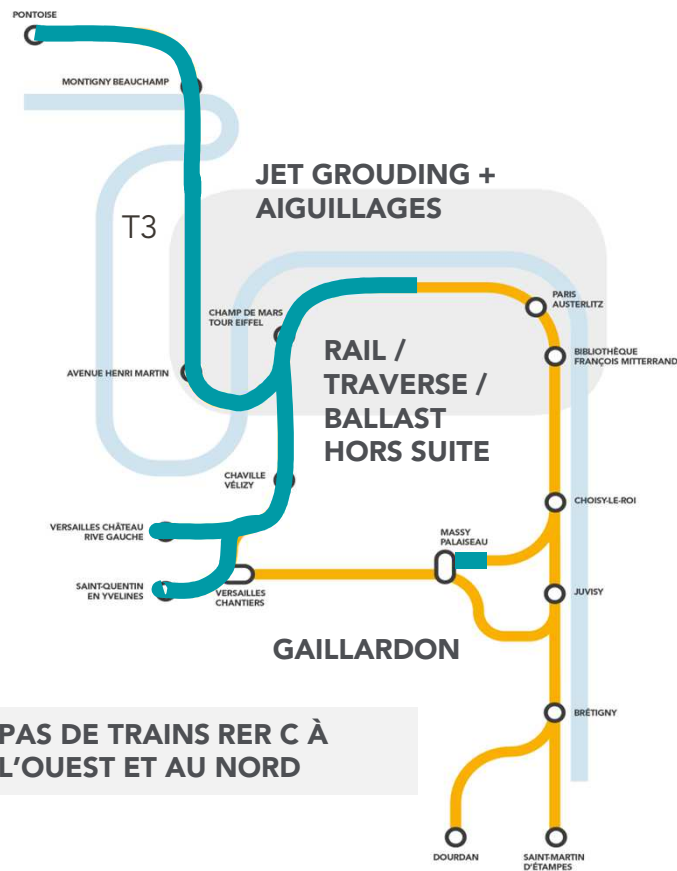 PONTOISE
MONTIGNY BEAUCHAMP
JET GROUDING +
AIGUILLAGES
T3
CHAMP DE MARS
TOUR EIFFEL
PARIS
AUSTERLITZ
RAIL /
TRAVERSE /
BALLAST
HORS SUITE
BIBLIOTHÈQUE
FRANÇOIS MITTERRAND
AVENUE HENRI MARTIN
CHAVILLE
VÉLIZY
CHOISY-LE-ROI
VERSAILLES CHÂTEAU
RIVE GAUCHE
MASSY
PALAISEAU
SAINT-QUENTIN
EN YVELINES
VERSAILLES
CHANTIERS
JUVISY
GAILLARDON
BRÉTIGNY
PAS DE TRAINS RER C À
L'OUEST ET AU NORD
DOURDAN
SAINT-MARTIN
D'ÉTAMPES